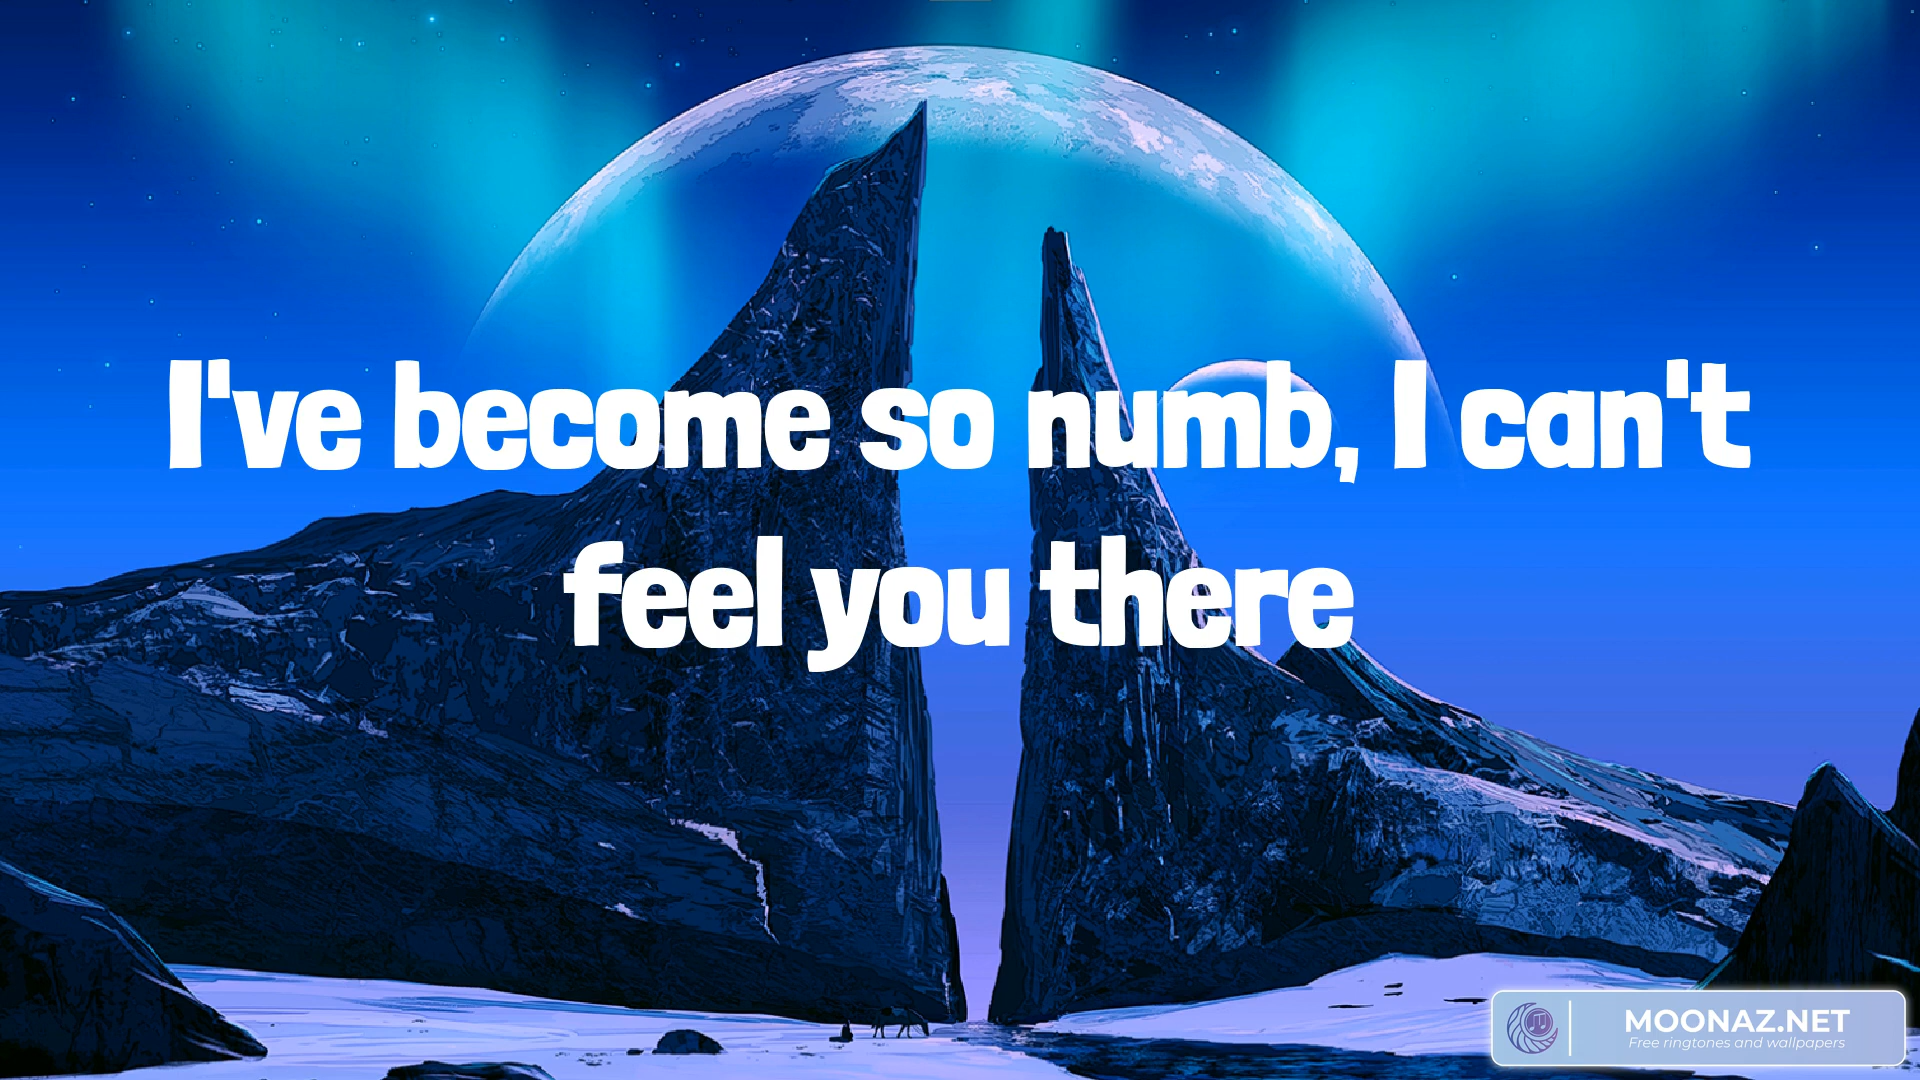 I've become so numb, I can't
feel you there
MOONAZ.NET
Free ringtones and wallpapers